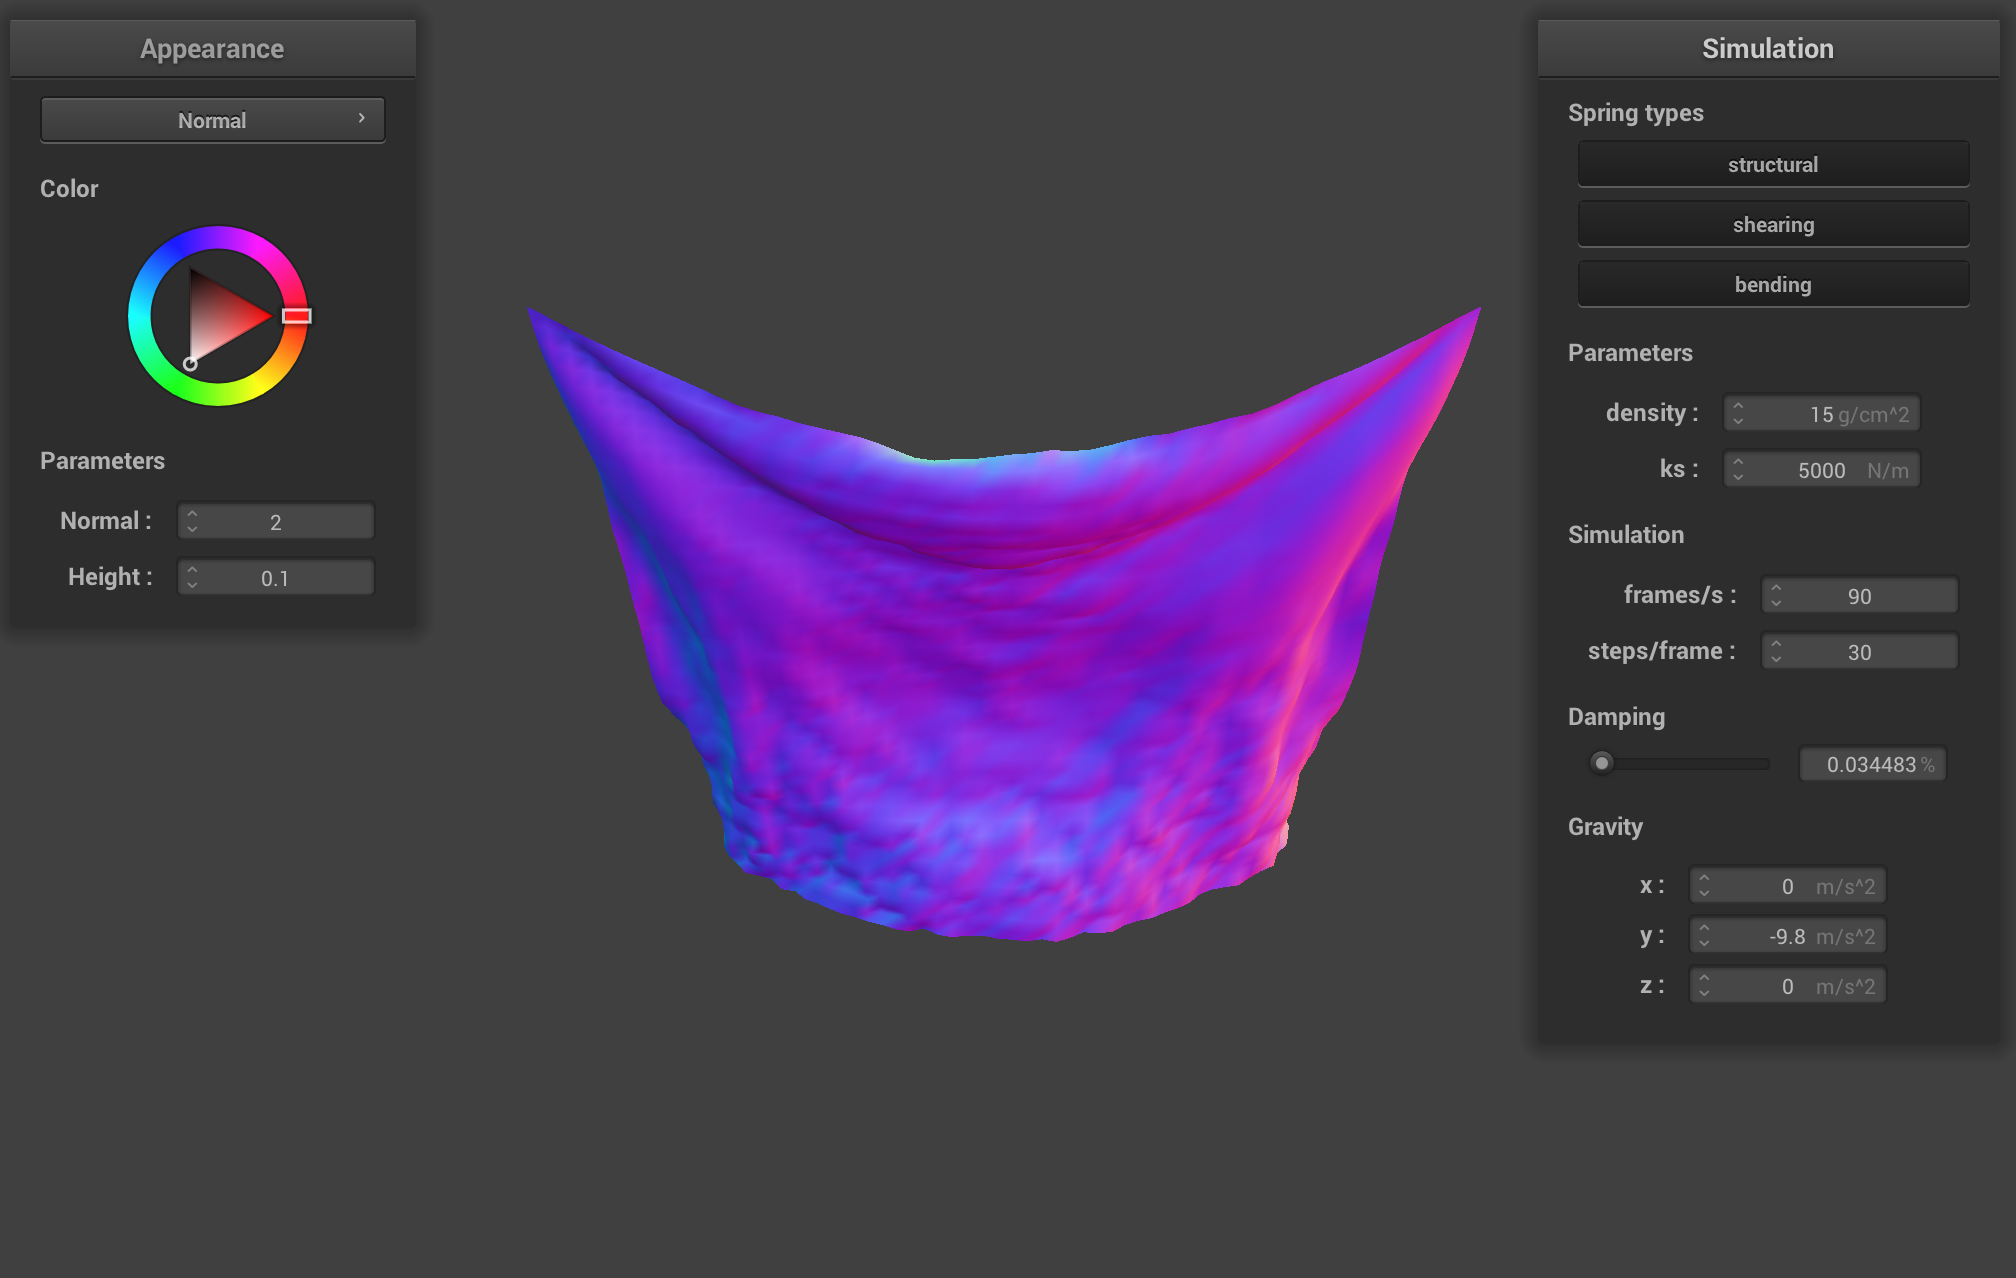 Appearance
Normal
Color
Parameters
Normal : 2
Height : 0.1
Simulation
Spring types
structural
shearing
bending
Parameters
density : 15 g/cm^2
ks : 5000 N/m
Simulation
frames/s : 90
steps/frame : 30
Damping
0.034483 %
Gravity
x : 0 m/s^2
y : -9.8 m/s^2
z : 0 m/s^2